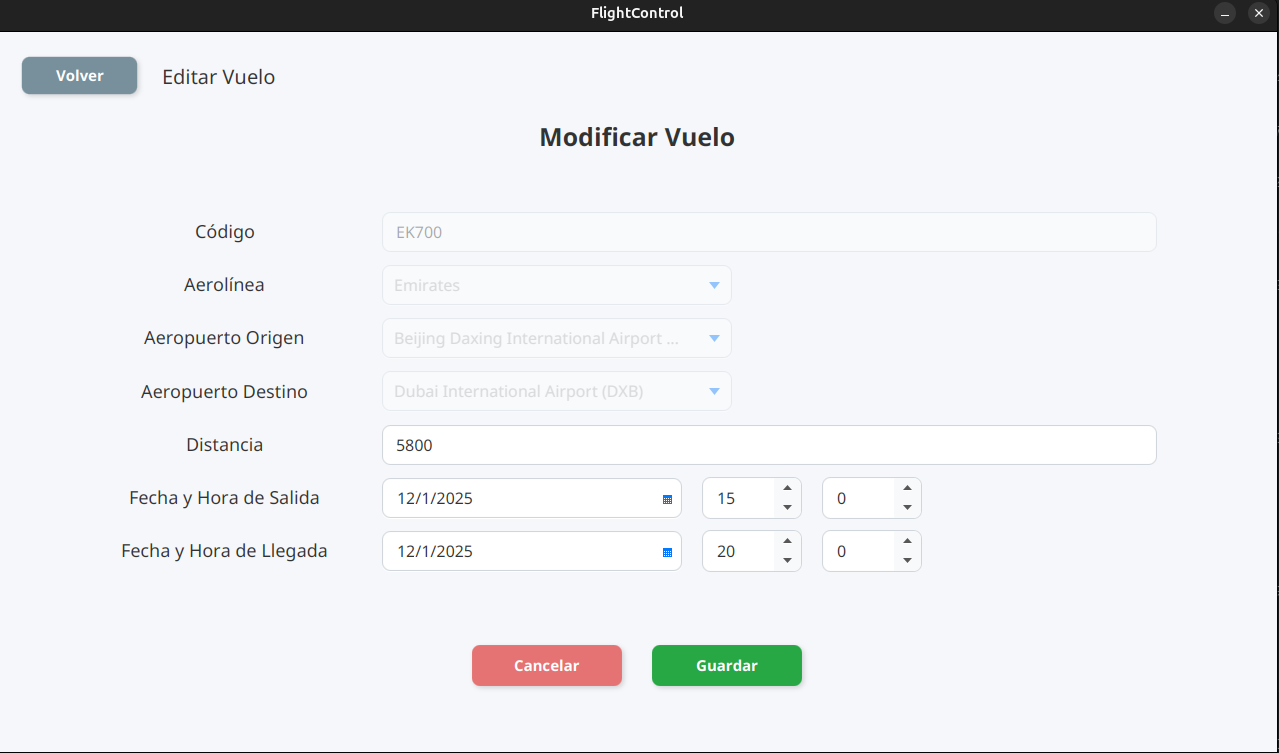 FlightControl
Volver
Editar Vuelo
Modificar Vuelo
Código
EK700
Aerolínea
Emirates
Aeropuerto Origen
Beijing Daxing International Airport ...
Aeropuerto Destino
Dubai International Airport (DXB)
Distancia
5800
Fecha y Hora de Salida
12/1/2025
15
0
Fecha y Hora de Llegada
12/1/2025
20
0
Cancelar
Guardar